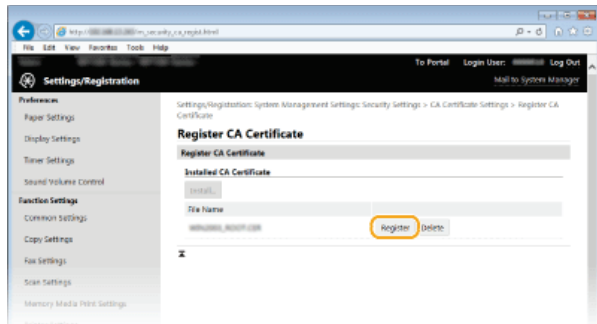 http://
m_security_ca_regist.html
File Edit View Favorites Tools Help
To Portal Login User: Log Out
Settings/Registration
Mail to System Manager
Preferences
Paper Settings
Display Settings
Timer Settings
Sound Volume Control
Function Settings
Common Settings
Copy Settings
Fax Settings
Scan Settings
Memory Media Print Settings
Settings/Registration: System Management Settings: Security Settings > CA Certificate Settings > Register CA
Certificate
Register CA Certificate
Register CA Certificate
Installed CA Certificate
Install...
File Name
Register Delete